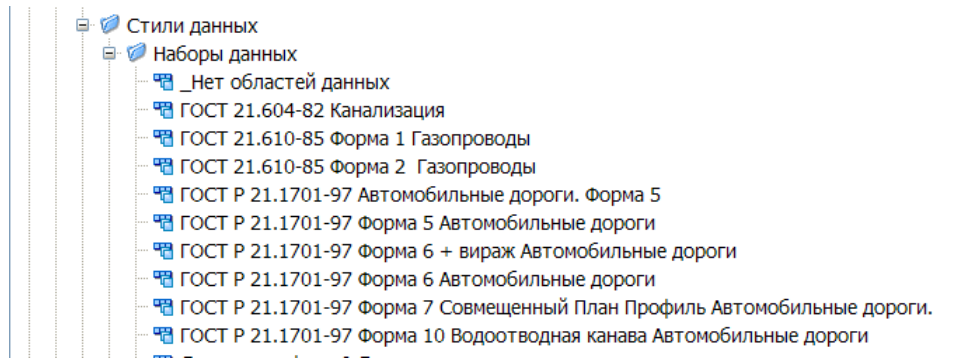 Стили данных
Наборы данных
_Нет областей данных
ГОСТ 21.604-82 Канализация
ГОСТ 21.610-85 Форма 1 Газопроводы
ГОСТ 21.610-85 Форма 2  Газопроводы
ГОСТ Р 21.1701-97 Автомобильные дороги. Форма 5
ГОСТ Р 21.1701-97 Форма 5 Автомобильные дороги
ГОСТ Р 21.1701-97 Форма 6 + вираж Автомобильные дороги
ГОСТ Р 21.1701-97 Форма 6 Автомобильные дороги
ГОСТ Р 21.1701-97 Форма 7 Совмещенный План Профиль Автомобильные дороги.
ГОСТ Р 21.1701-97 Форма 10 Водоотводная канава Автомобильные дороги